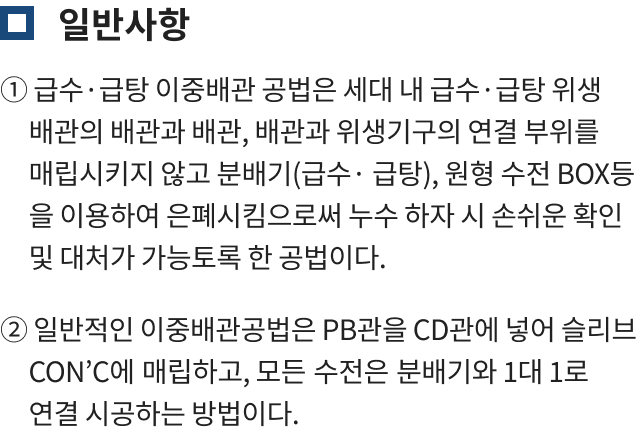 일반사항
① 급수·급탕 이중배관 공법은 세대 내 급수·급탕 위생
배관의 배관과 배관, 배관과 위생기구의 연결 부위를
매립시키지 않고 분배기(급수· 급탕), 원형 수전 BOX등
을 이용하여 은폐시킴으로써 누수 하자 시 손쉬운 확인
및 대처가 가능토록 한 공법이다.
② 일반적인 이중배관공법은 PB관을 CD관에 넣어 슬리브
CON’C에 매립하고, 모든 수전은 분배기와 1대 1로
연결 시공하는 방법이다.